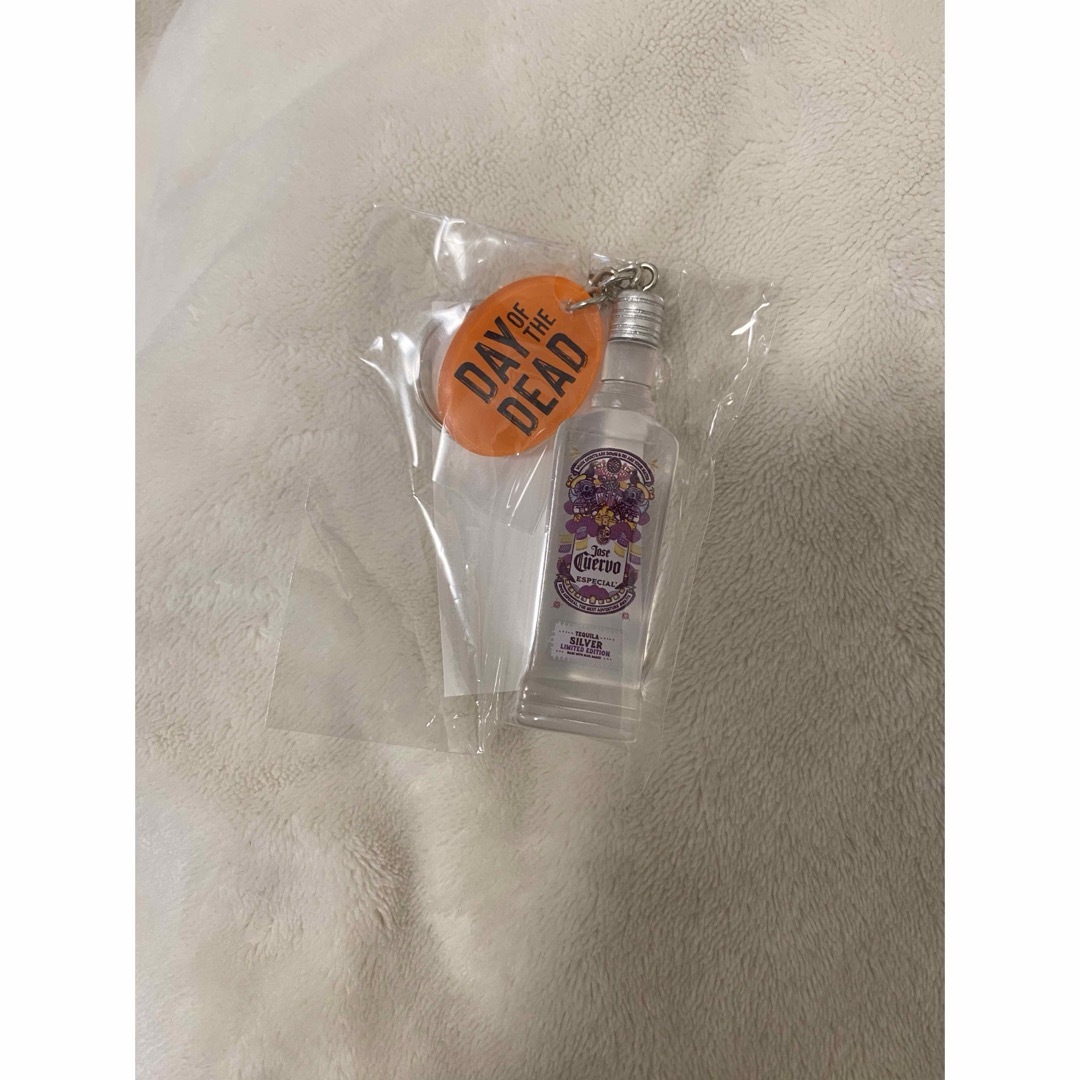 DAY OF
THE
DEAD
Jose
Cuervo
ESPECIAL
TEQUILA
SILVER
LIMITED EDITION